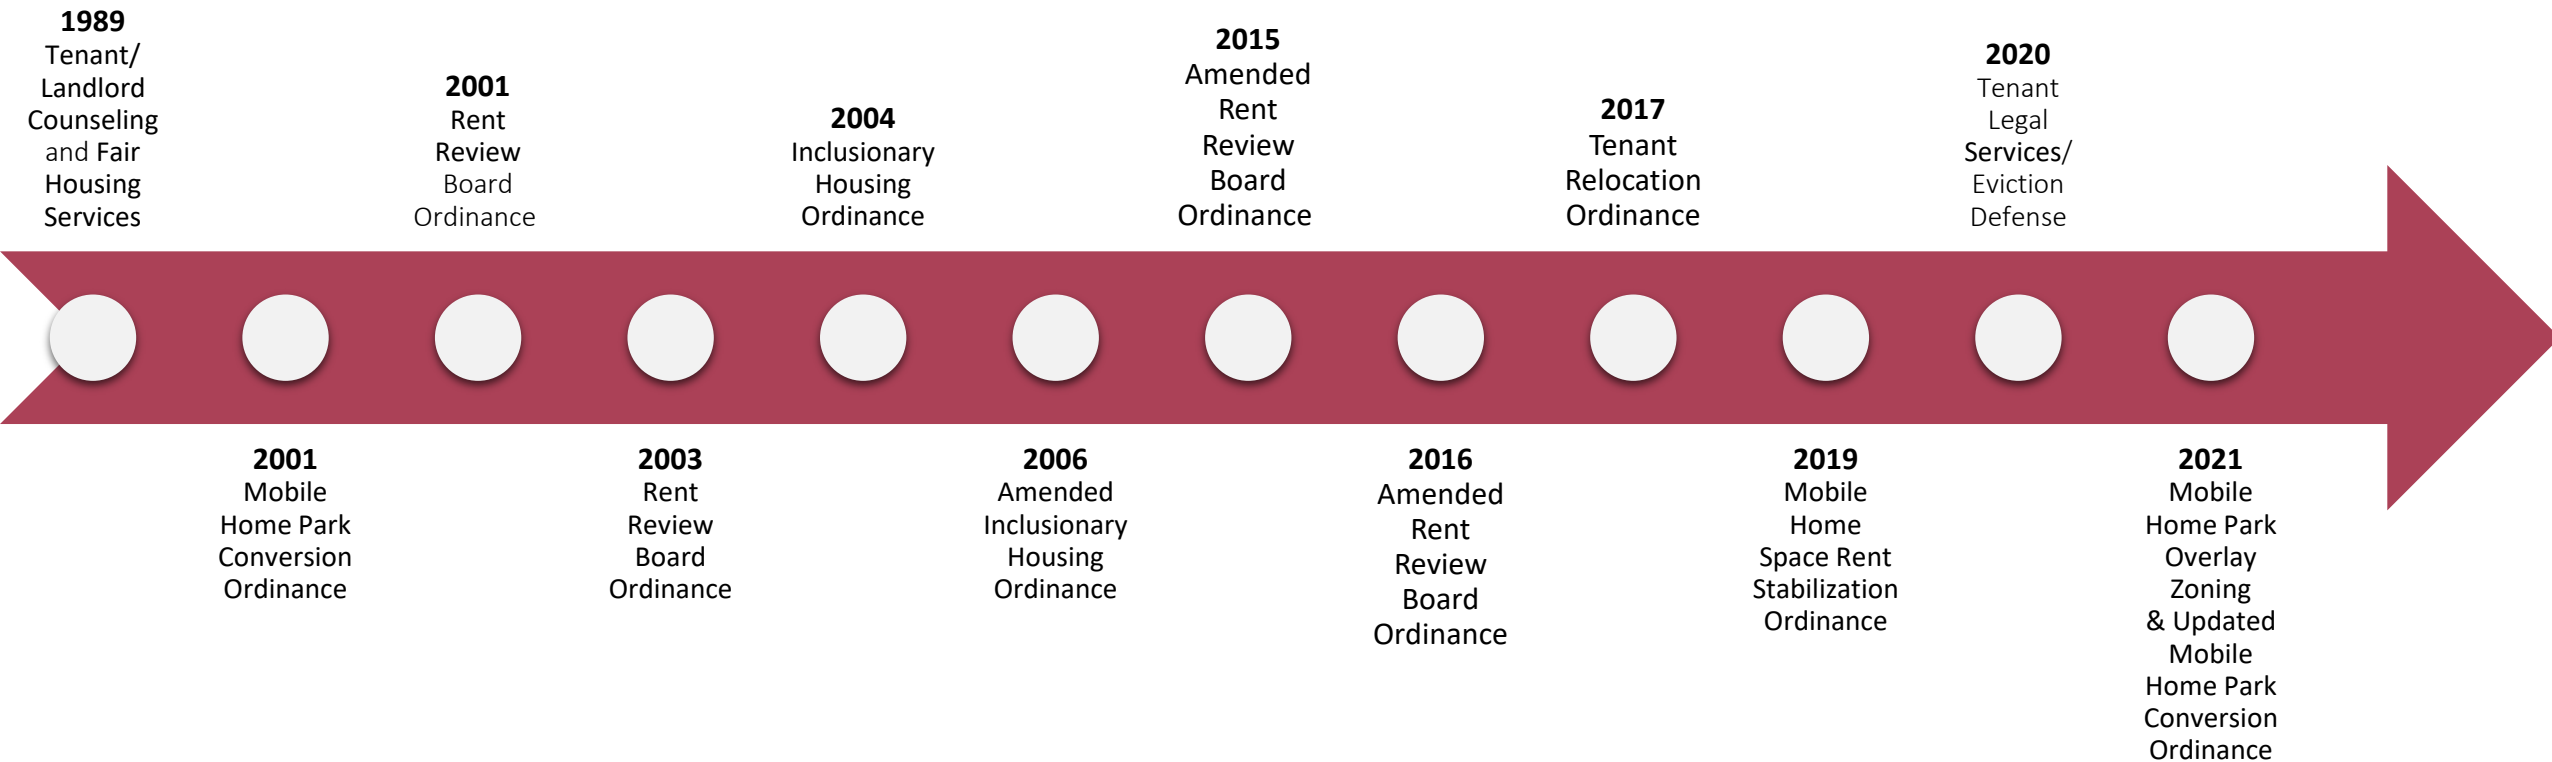 1989
Tenant/
Landlord
Counseling
and Fair
Housing
Services
2001
Mobile
Home Park
Conversion
Ordinance
2001
Rent
Review
Board
Ordinance
2003
Rent
Review
Board
Ordinance
2004
Inclusionary
Housing
Ordinance
2006
Amended
Inclusionary
Housing
Ordinance
2015
Amended
Rent
Review
Board
Ordinance
2016
Amended
Rent
Review
Board
Ordinance
2017
Tenant
Relocation
Ordinance
2019
Mobile
Home
Space Rent
Stabilization
Ordinance
2020
Tenant
Legal
Services/
Eviction
Defense
2021
Mobile
Home Park
Overlay
Zoning
& Updated
Mobile
Home Park
Conversion
Ordinance